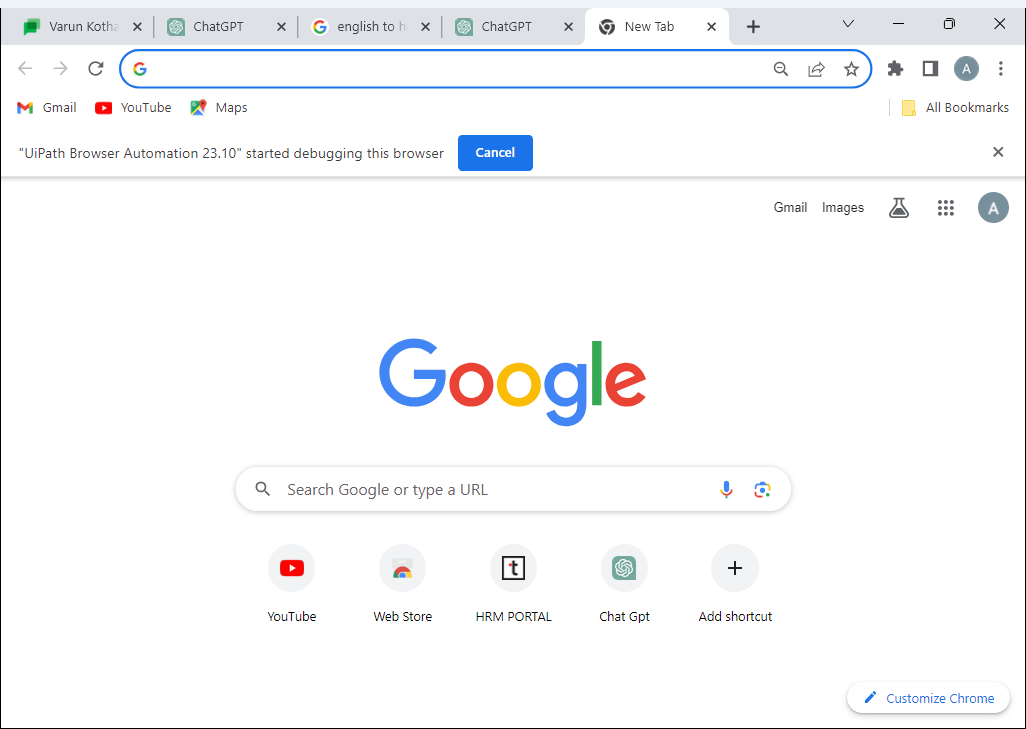 Varun Kotha
ChatGPT
english to h
ChatGPT
New Tab
A
Gmail
YouTube
Maps
All Bookmarks
"UiPath Browser Automation 23.10" started debugging this browser
Cancel
Gmail
Images
A
Google
Search Google or type a URL
t
YouTube
Web Store
HRM PORTAL
Chat Gpt
Add shortcut
Customize Chrome